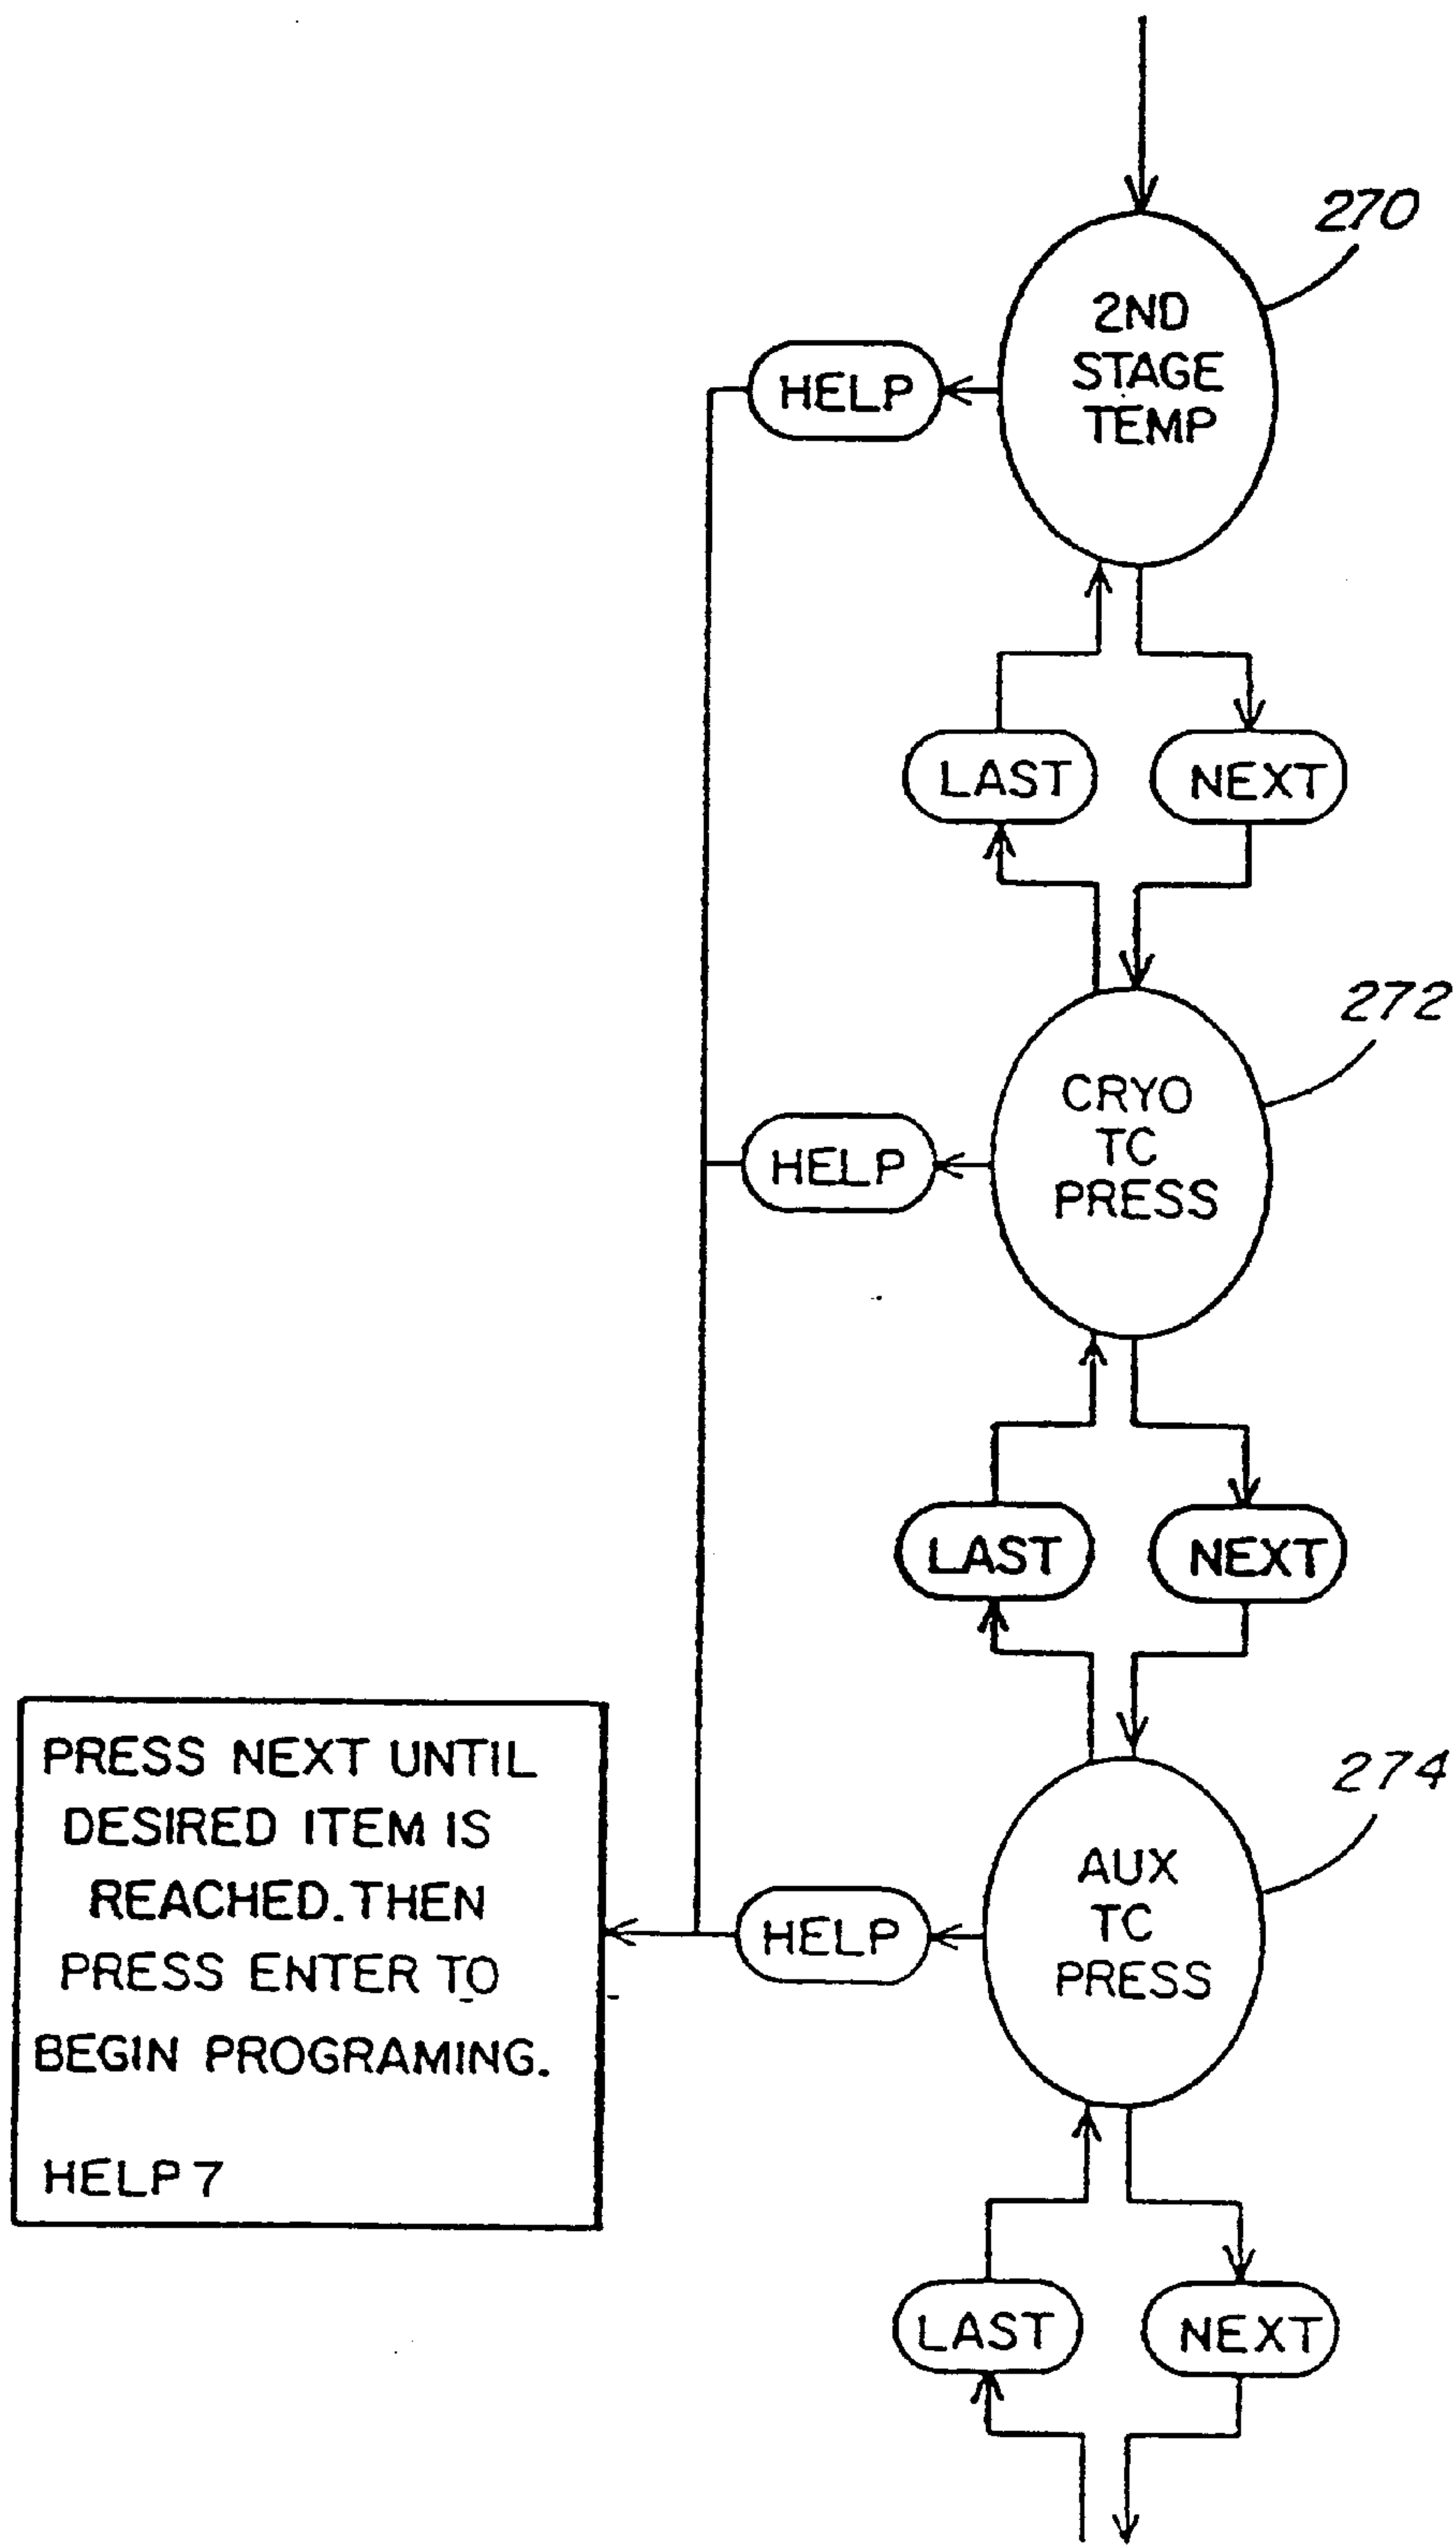 270
2ND
STAGE
TEMP
HELP
LAST
NEXT
272
CRYO
TC
PRESS
HELP
LAST
NEXT
274
AUX
TC
PRESS
HELP
PRESS NEXT UNTIL
DESIRED ITEM IS
REACHED. THEN
PRESS ENTER TO
BEGIN PROGRAMING.
HELP 7
LAST
NEXT